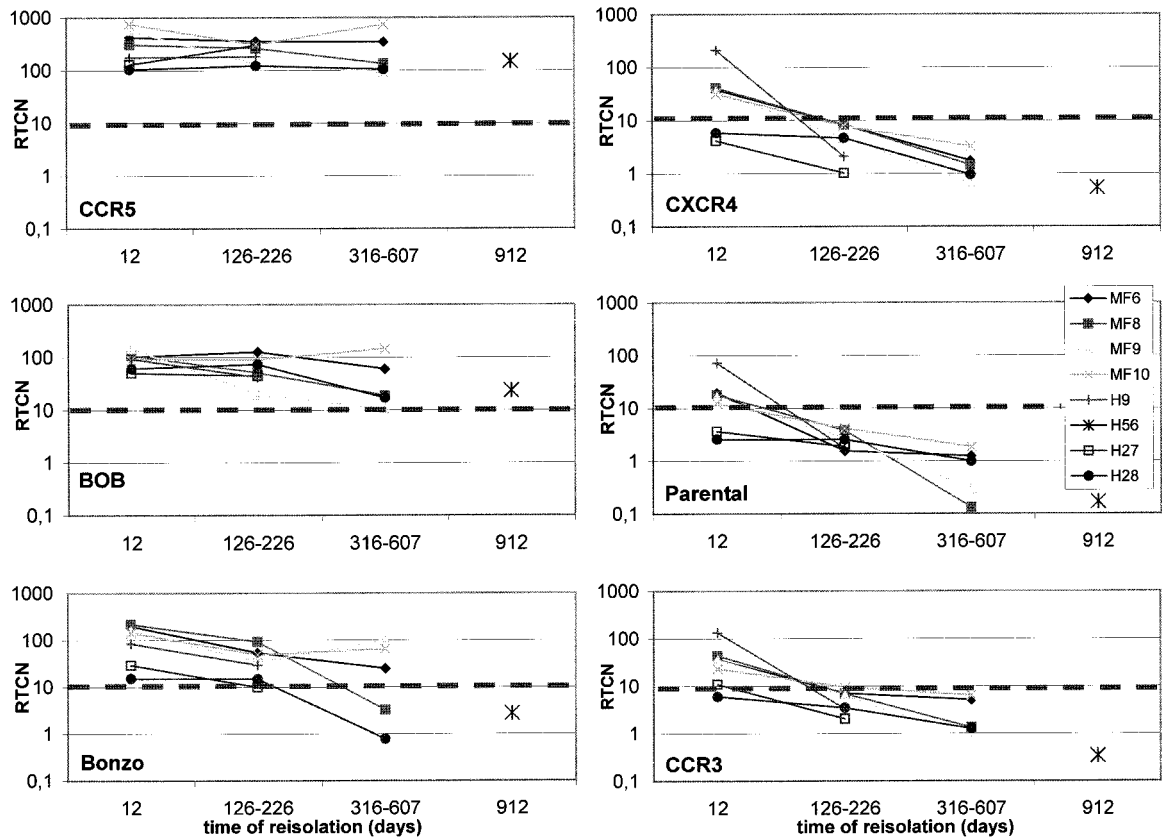 1000
100
10
1
0,1
RTCN
CCR5
12 126-226 316-607 912
1000
100
10
1
0,1
RTCN
CXCR4
12 126-226 316-607 912
1000
100
10
1
0,1
RTCN
BOB
12 126-226 316-607 912
1000
100
10
1
0,1
RTCN
Parental
12 126-226 316-607 912
MF6
MF8
MF9
MF10
H9
H56
H27
H28
1000
100
10
1
0,1
RTCN
Bonzo
12 126-226 316-607 912
time of reisolation (days)
1000
100
10
1
0,1
RTCN
CCR3
12 126-226 316-607 912
time of reisolation (days)